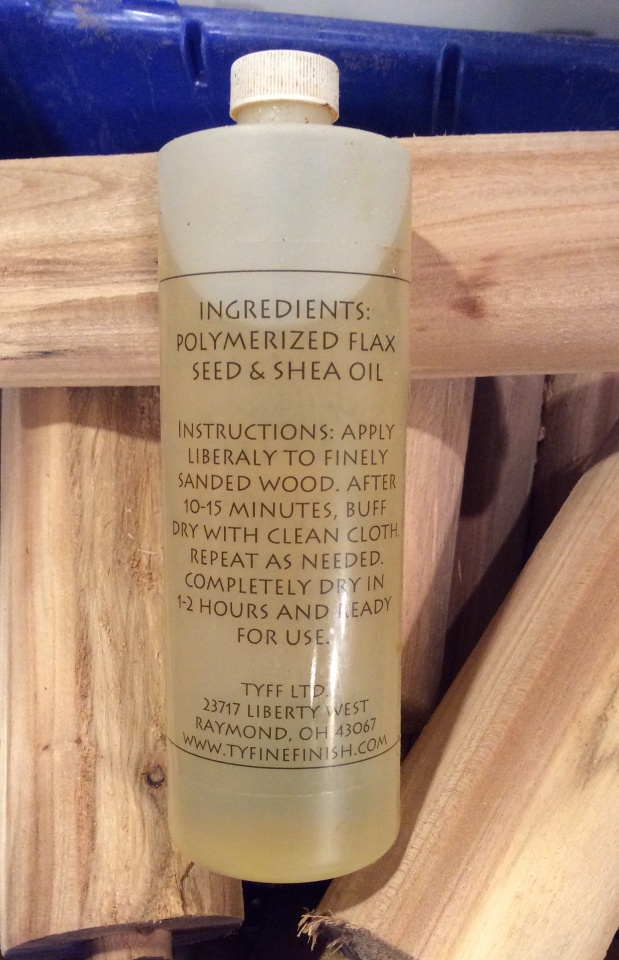 INGREDIENTS:
POLYMERIZED FLAX
SEED & SHEA OIL
INSTRUCTIONS: APPLY
LIBERALY TO FINELY
SANDED WOOD. AFTER
10-15 MINUTES, BUFF
DRY WITH CLEAN CLOTH.
REPEAT AS NEEDED.
COMPLETELY DRY IN
1-2 HOURS AND READY
FOR USE.
TYFF LTD.
23717 LIBERTY WEST
RAYMOND, OH 43067
WWW.TYFINEFINISH.COM